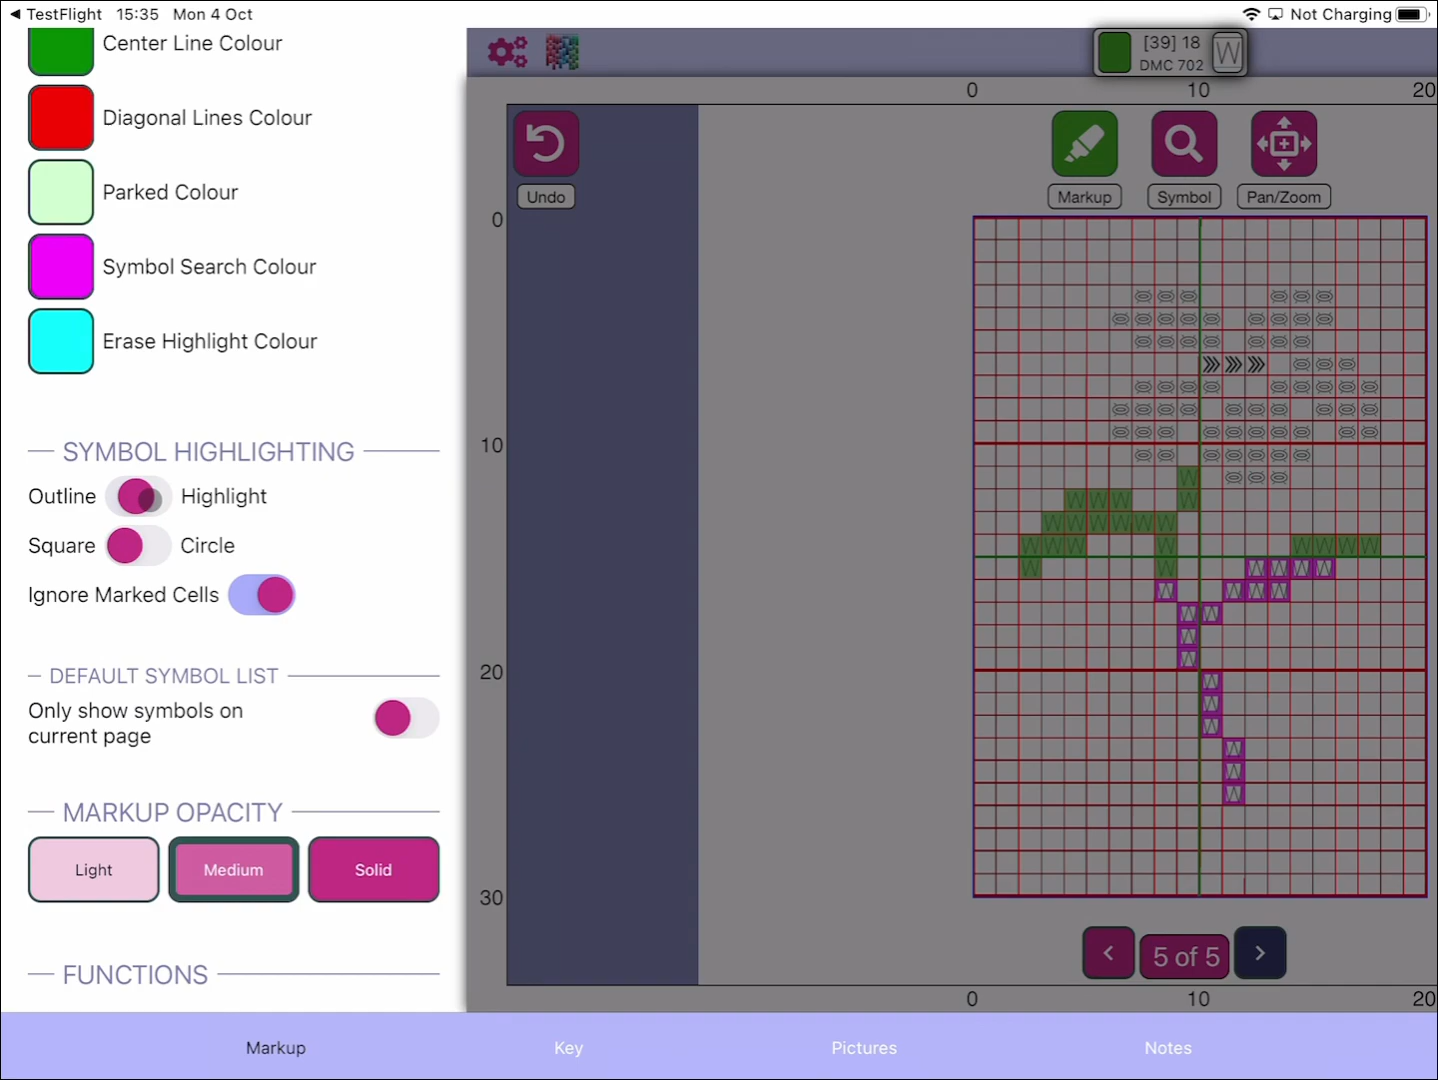 TestFlight 15:35 Mon 4 Oct
Not Charging
Center Line Colour
Diagonal Lines Colour
Parked Colour
Symbol Search Colour
Erase Highlight Colour
SYMBOL HIGHLIGHTING
Outline Highlight
Square Circle
Ignore Marked Cells
DEFAULT SYMBOL LIST
Only show symbols on
current page
MARKUP OPACITY
Light Medium Solid
FUNCTIONS
[39] 18
DMC 702
W
0 10 20
Undo
Markup Symbol Pan/Zoom
0
10
20
30
W
W W W W
W W W W W W
W W W W W W W W
W W W W W W
W W W W
W W
W
W
W
W
W
W
W
W
5 of 5
0 10 20
Markup Key Pictures Notes